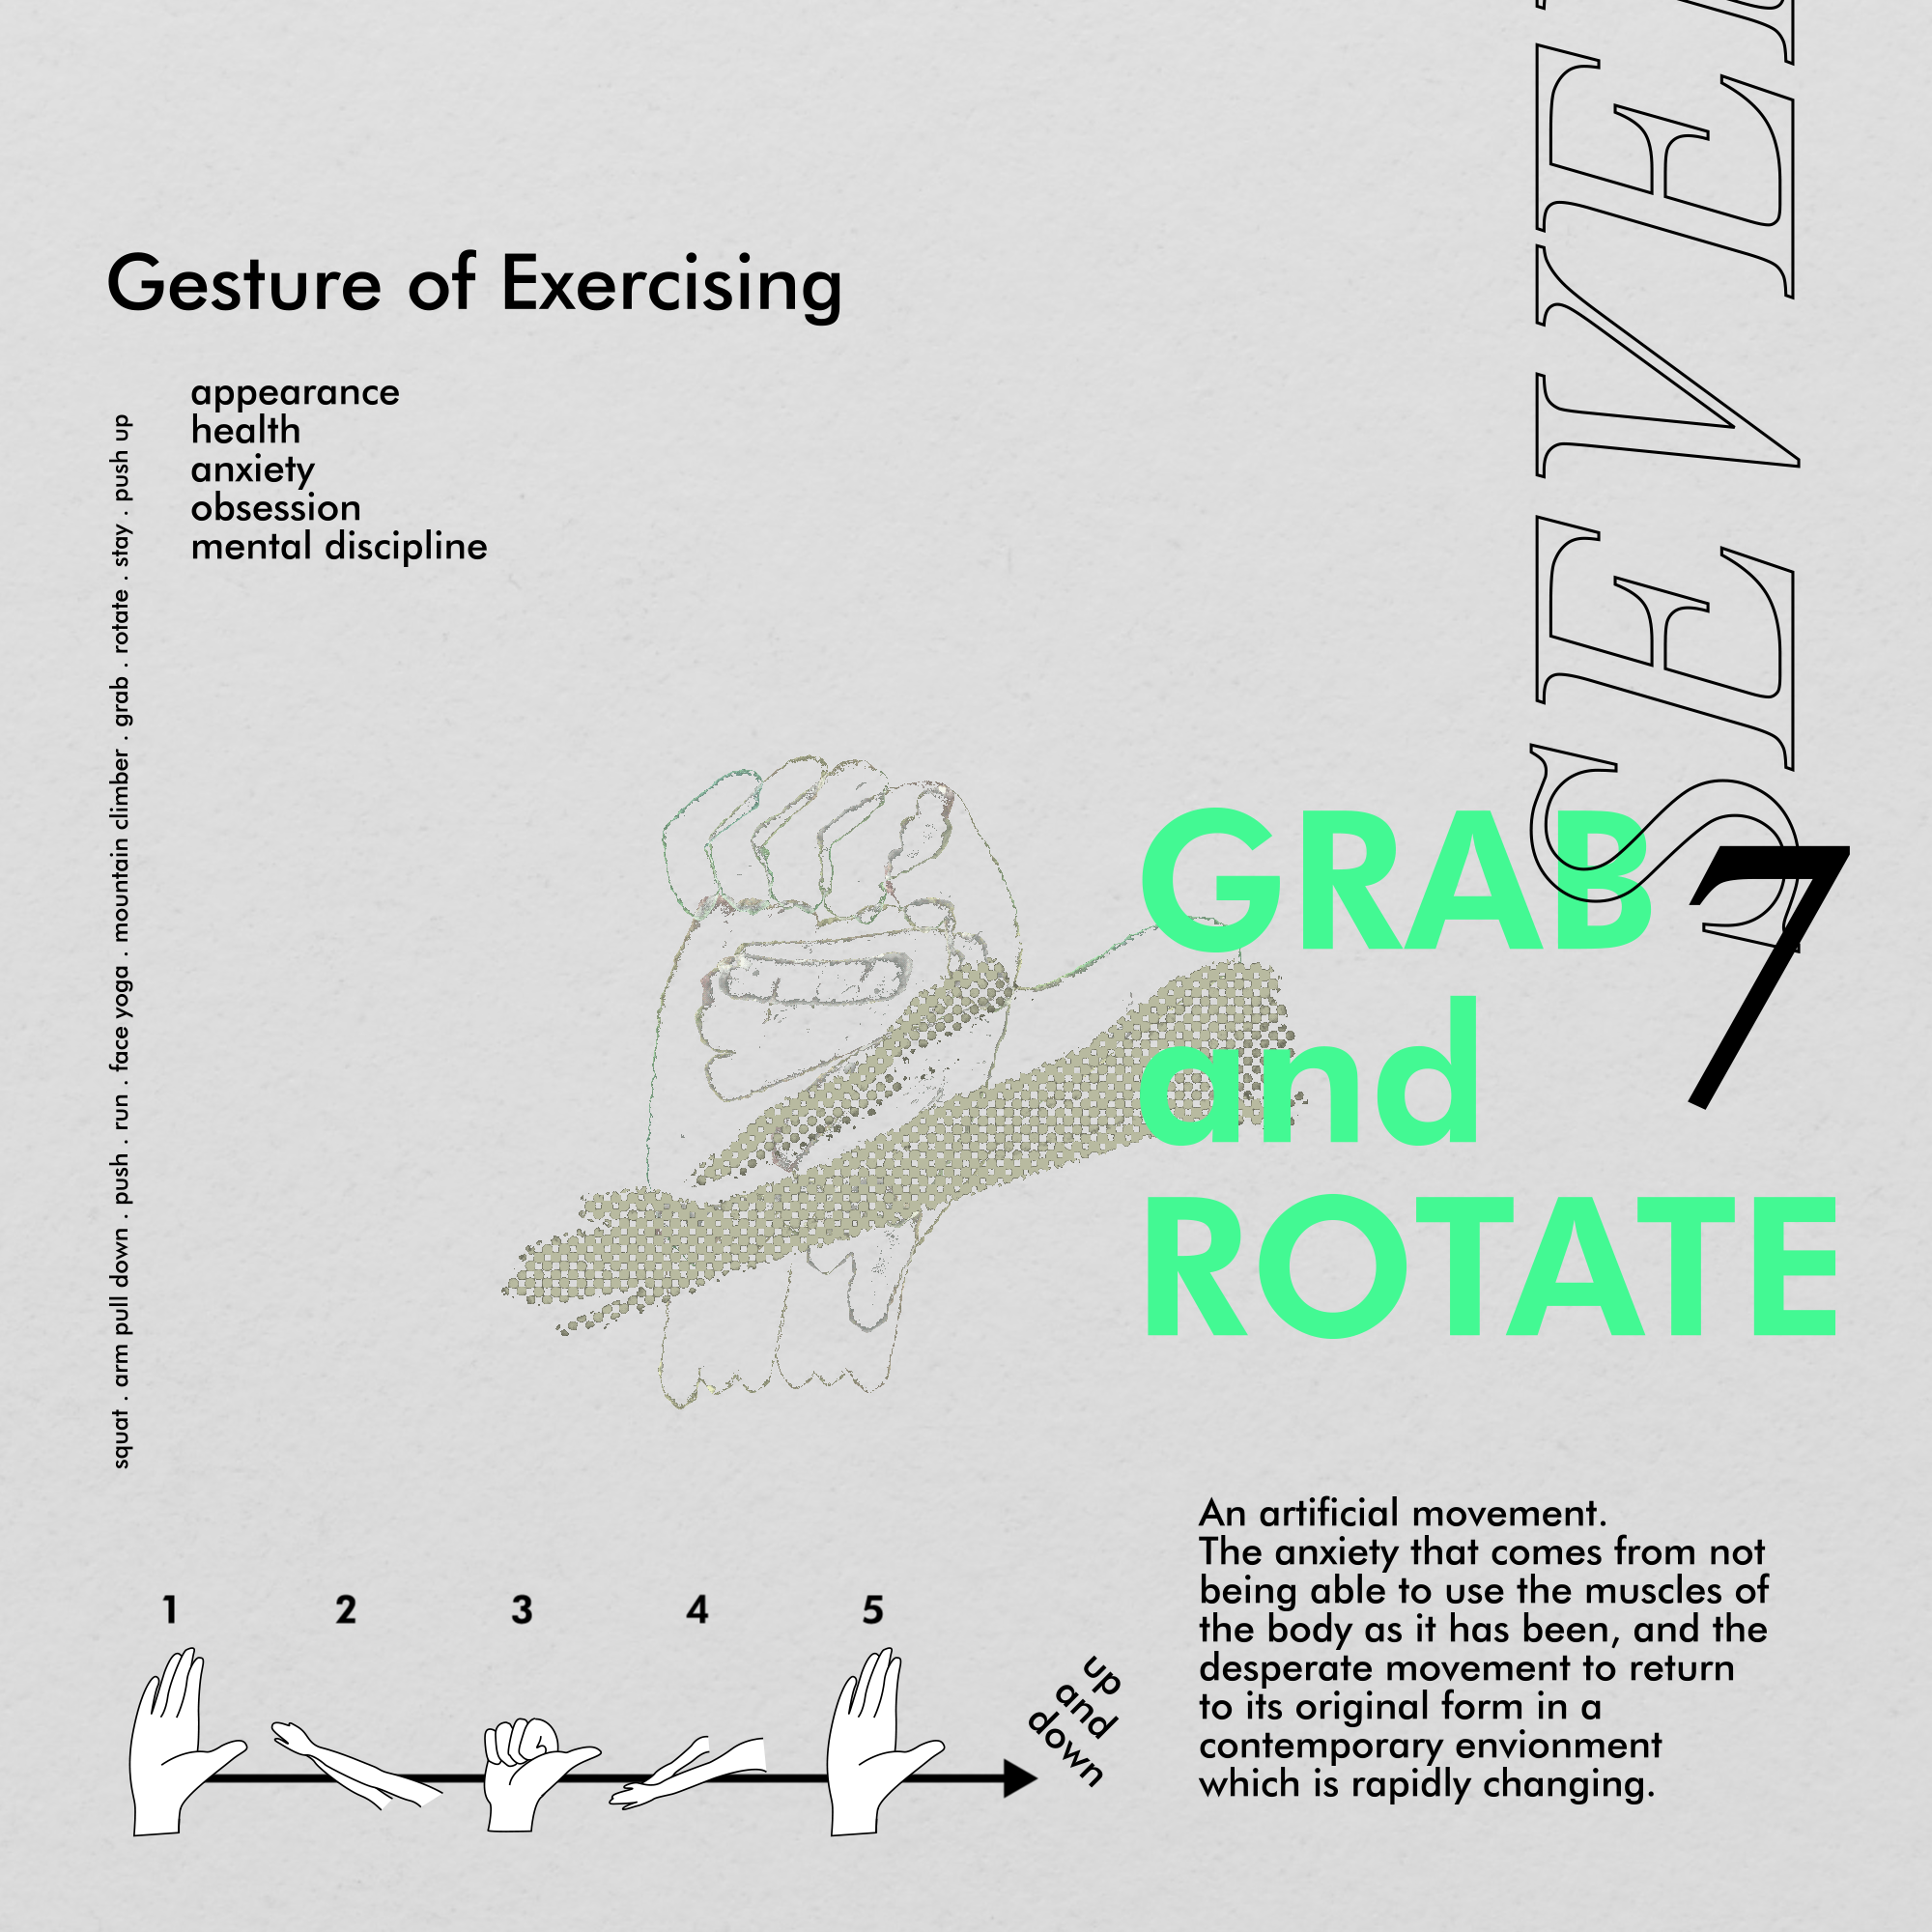 SEVE
Gesture of Exercising
appearance
health
anxiety
obsession
mental discipline
squat . arm pull down . push . run . face yoga . mountain climber . grab . rotate . stay . push up
GRAB
and
ROTATE
7
An artificial movement.
The anxiety that comes from not
being able to use the muscles of
the body as it has been, and the
desperate movement to return
to its original form in a
contemporary envionment
which is rapidly changing.
1 2 3 4 5
up
and
down